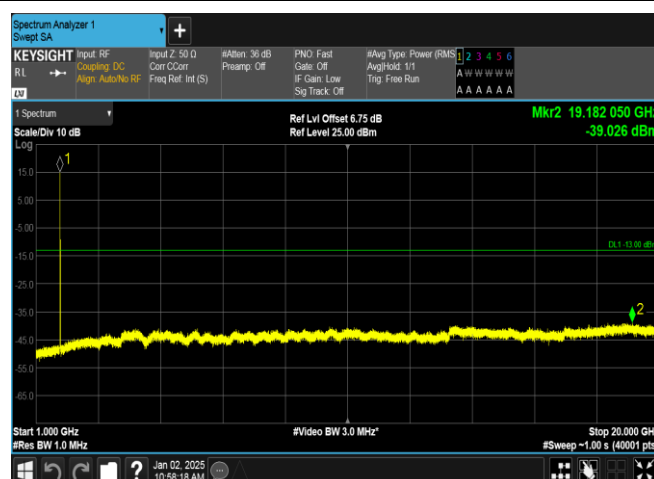 Spectrum Analyzer 1
Swept SA
+
KEYSIGHT Input: RF Input Z: 50 Ω #Atten: 36 dB PNO: Fast #Avg Type: Power (RMS 1 2 3 4 5 6
RL Coupling: DC Corr CCorr Preamp: Off Gate: Off Avg|Hold: 1/1 A W W W W W
Align: Auto/No RF Freq Ref: Int (S) IF Gain: Low Trig: Free Run
LXI Sig Track: Off A A A A A A
1 Spectrum Ref Lvl Offset 6.75 dB Mkr2 19.182 050 GHz
Scale/Div 10 dB Ref Level 25.00 dBm -39.026 dBm
Log
1
15.0
5.00
-5.00
DL1 -13.00 dBm
-15.0
-25.0
2
-35.0
-45.0
-55.0
-65.0
Start 1.000 GHz #Video BW 3.0 MHz* Stop 20.000 GH
#Res BW 1.0 MHz #Sweep ~1.00 s (40001 pts
? Jan 02, 2025
10:58:18 AM